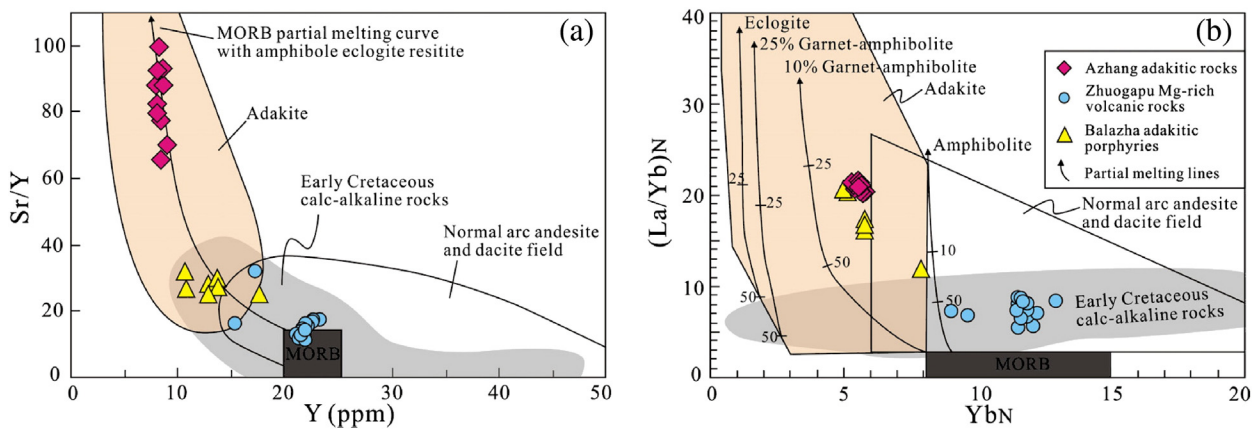 (a)
MORB partial melting curve
with amphibole eclogite resitite
Adakite
Early Cretaceous
calc-alkaline rocks
Normal arc andesite
and dacite field
MORB
Sr/Y
100
80
60
40
20
0
0
10
20
30
40
50
Y (ppm)
(b)
Eclogite
25% Garnet-amphibolite
10% Garnet-amphibolite
Adakite
Amphibolite
Azhang adakitic rocks
Zhuogapu Mg-rich
volcanic rocks
Balazha adakitic
porphyries
Partial melting lines
Normal arc andesite
and dacite field
25
25
25
50
10
50
50
50
Early Cretaceous
calc-alkaline rocks
MORB
(La/Yb)N
40
30
20
10
0
0
5
10
15
20
YbN